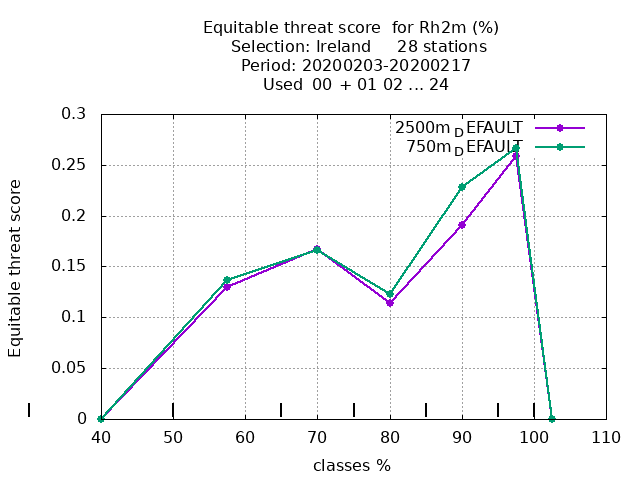 Equitable threat score  for Rh2m (%)
Selection: Ireland     28 stations
Period: 20200203-20200217
Used  00 + 01 02 ... 24
2500m_DEFAULT
750m_DEFAULT
Equitable threat score
0.3
0.25
0.2
0.15
0.1
0.05
0
40 50 60 70 80 90 100 110
classes %